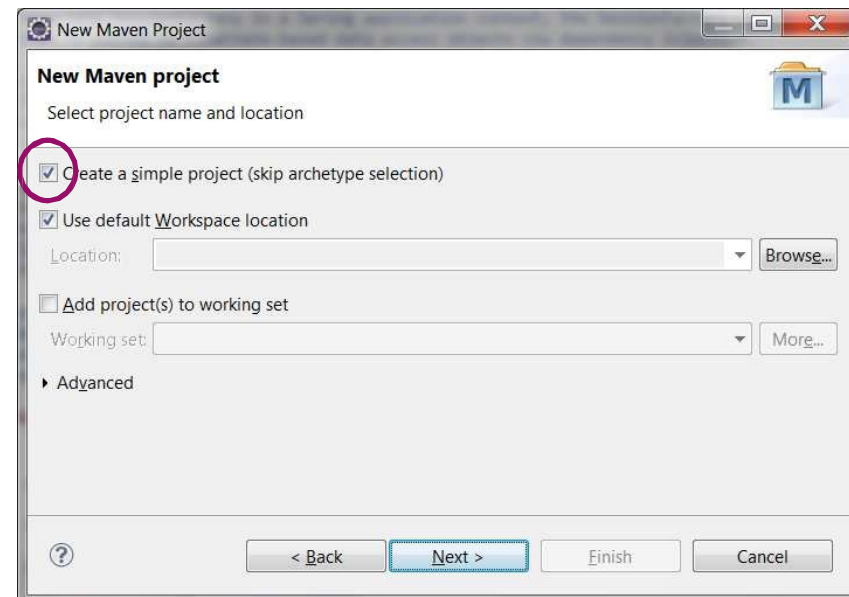 New Maven Project
New Maven project
M
Select project name and location
Create a simple project (skip archetype selection)
Use default Workspace location
Location:
Browse...
Add project(s) to working set
Working set:
More...
Advanced
?
< Back
Next >
Finish
Cancel